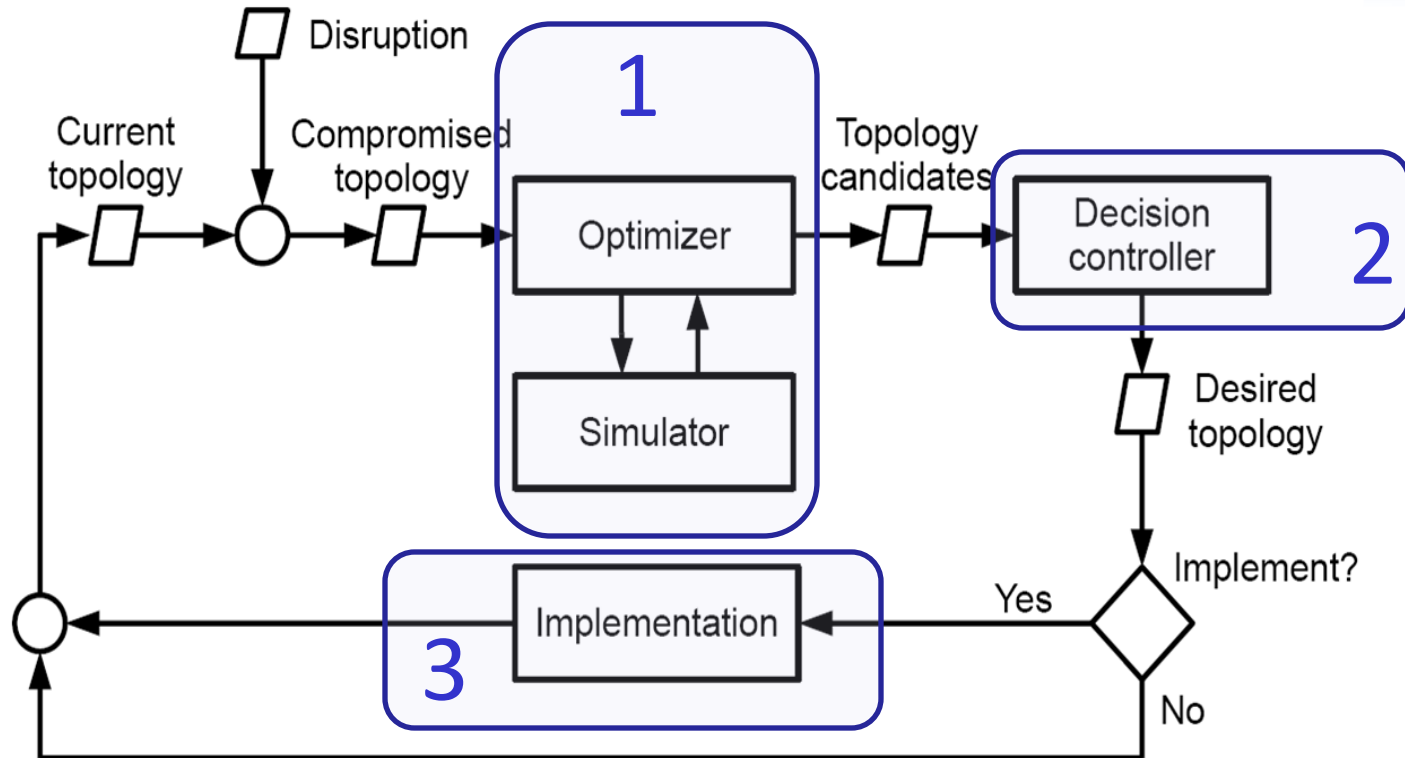 Disruption
1
Current
topology
Compromised
topology
Topology
candidates
Optimizer
Decision
controller
2
Simulator
Desired
topology
Implement?
Yes
Implementation
3
No